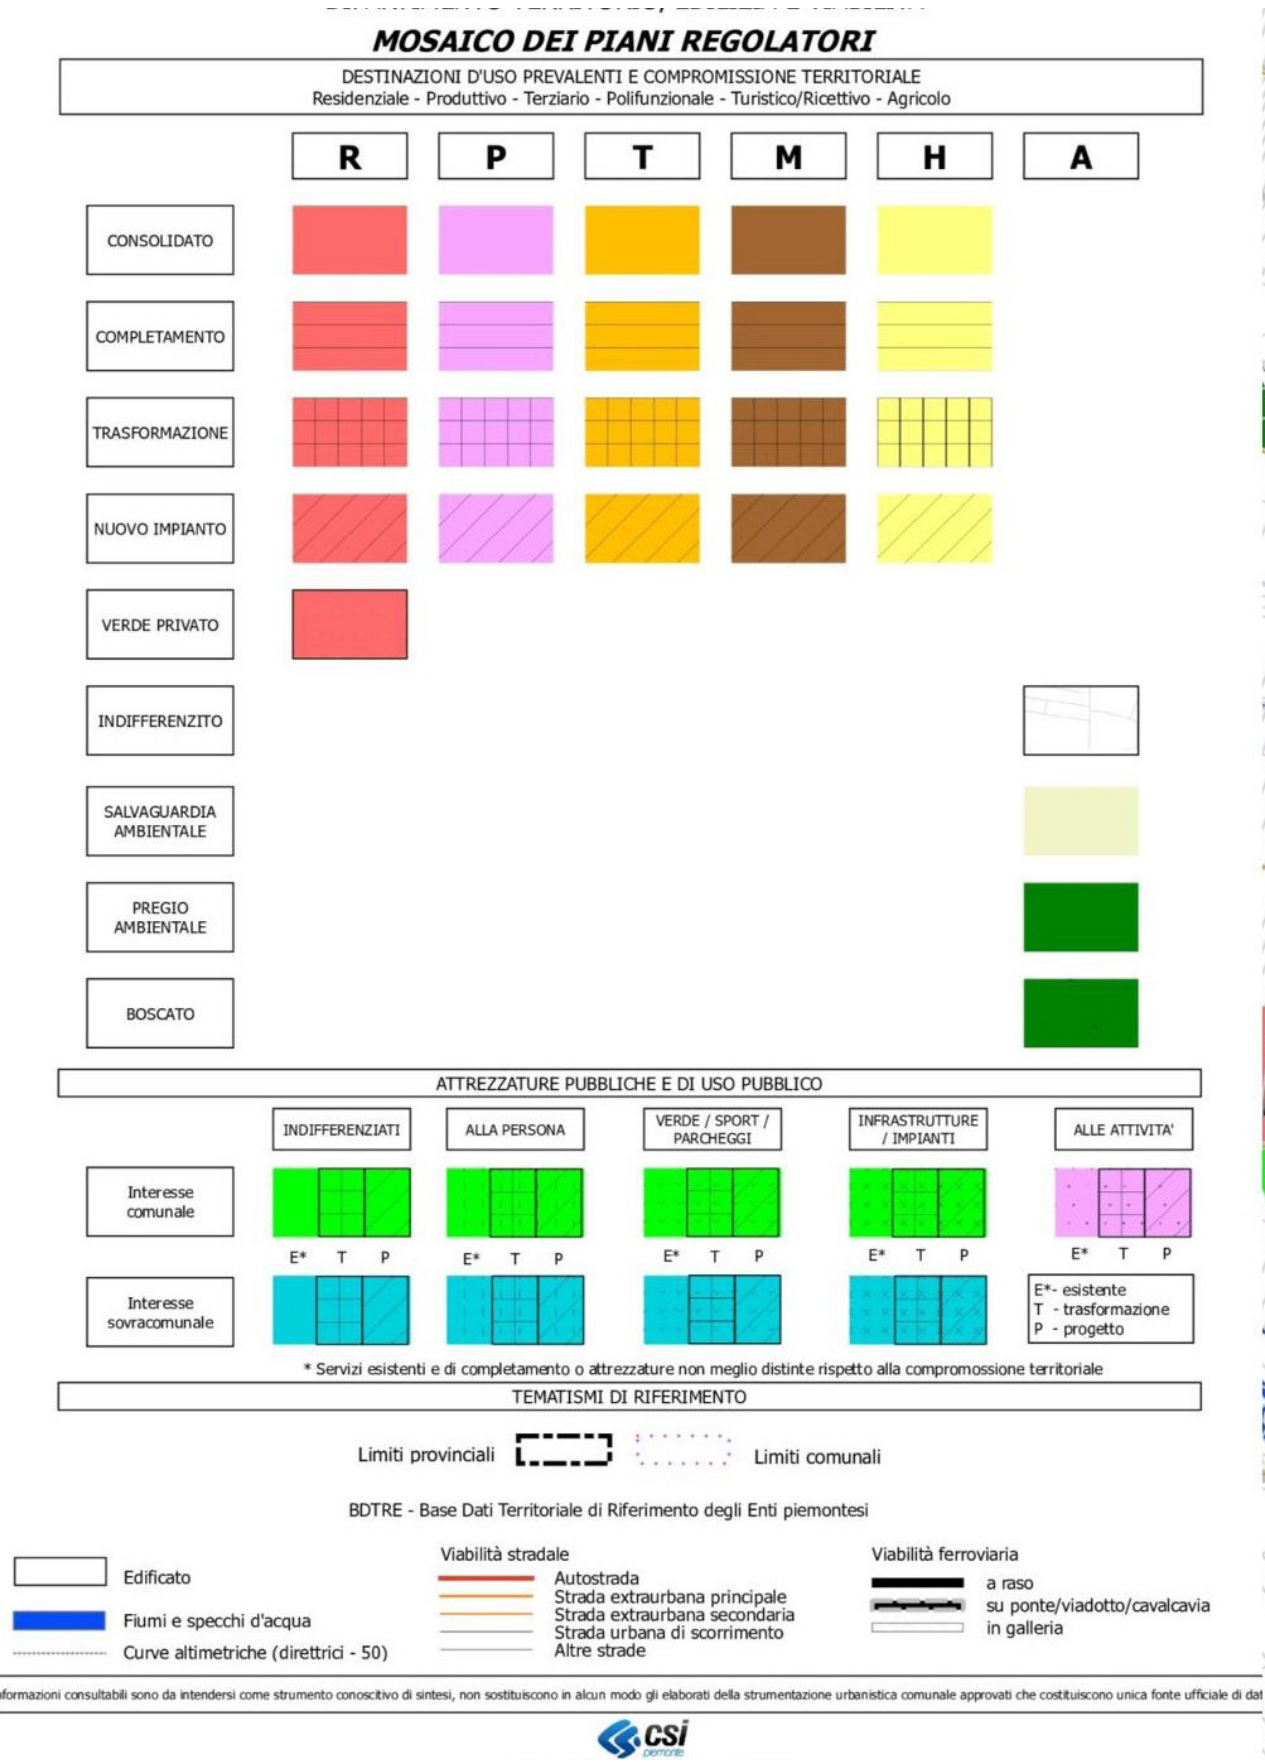 MOSAICO DEI PIANI REGOLATORI
DESTINAZIONI D'USO PREVALENTI E COMPROMISSIONE TERRITORIALE
Residenziale - Produttivo - Terziario - Polifunzionale - Turistico/Ricettivo - Agricolo
R P T M H A
CONSOLIDATO
COMPLETAMENTO
TRASFORMAZIONE
NUOVO IMPIANTO
VERDE PRIVATO
INDIFFERENZITO
SALVAGUARDIA
AMBIENTALE
PREGIO
AMBIENTALE
BOSCATO
ATTREZZATURE PUBBLICHE E DI USO PUBBLICO
INDIFFERENZIATI
ALLA PERSONA
VERDE / SPORT /
PARCHEGGI
INFRASTRUTTURE
/ IMPIANTI
ALLE ATTIVITA'
Interesse
comunale
E* T P E* T P E* T P E* T P E* T P
Interesse
sovracomunale
E*- esistente
T - trasformazione
P - progetto
* Servizi esistenti e di completamento o attrezzature non meglio distinte rispetto alla compromossione territoriale
TEMATISMI DI RIFERIMENTO
Limiti provinciali
Limiti comunali
BDTRE - Base Dati Territoriale di Riferimento degli Enti piemontesi
Edificato
Fiumi e specchi d'acqua
Curve altimetriche (direttrici - 50)
Viabilità stradale
Autostrada
Strada extraurbana principale
Strada extraurbana secondaria
Strada urbana di scorrimento
Altre strade
Viabilità ferroviaria
a raso
su ponte/viadotto/cavalcavia
in galleria
consultabili sono da intendersi come strumento conoscitivo di sintesi, non sostituiscono in alcun modo gli elaborati della strumentazione urbanistica comunale approvati che costituiscono unica fonte ufficiale di
csi
piemonte